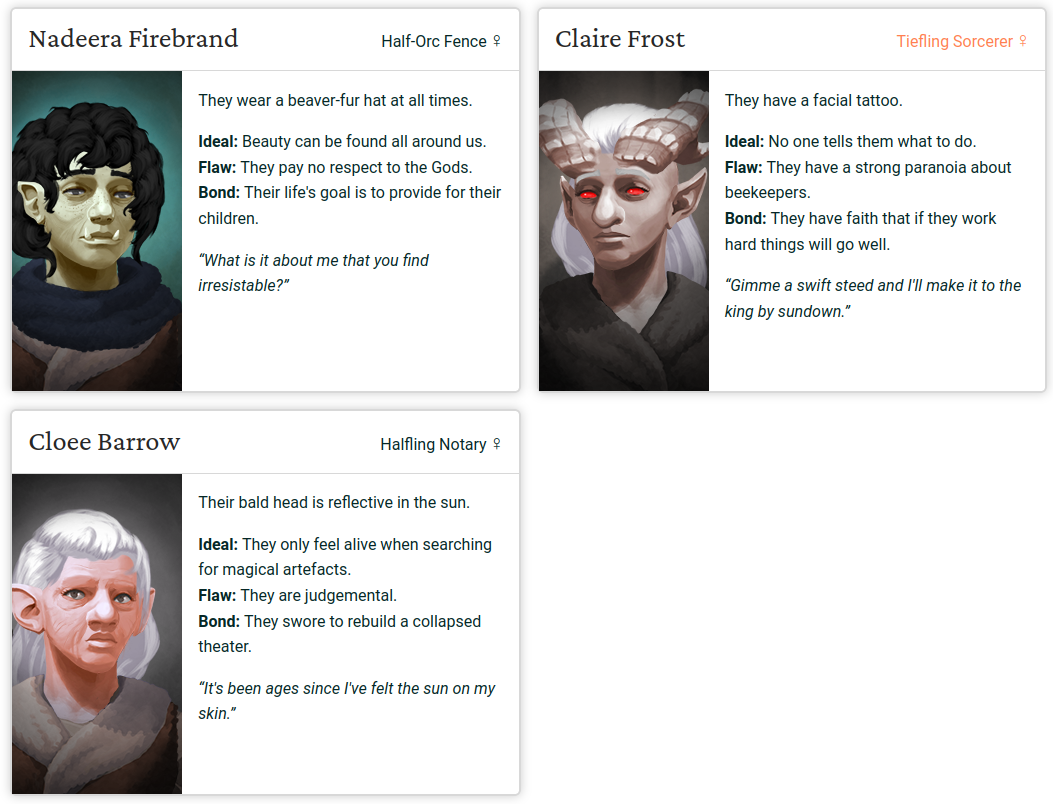 Nadeera Firebrand
Half-Orc Fence ♀
They wear a beaver-fur hat at all times.
Ideal: Beauty can be found all around us.
Flaw: They pay no respect to the Gods.
Bond: Their life's goal is to provide for their
children.
“What is it about me that you find
irresistable?”
Claire Frost
Tiefling Sorcerer ♀
They have a facial tattoo.
Ideal: No one tells them what to do.
Flaw: They have a strong paranoia about
beekeepers.
Bond: They have faith that if they work
hard things will go well.
“Gimme a swift steed and I'll make it to the
king by sundown.”
Cloee Barrow
Halfling Notary ♀
Their bald head is reflective in the sun.
Ideal: They only feel alive when searching
for magical artefacts.
Flaw: They are judgemental.
Bond: They swore to rebuild a collapsed
theater.
“It's been ages since I've felt the sun on my
skin.”